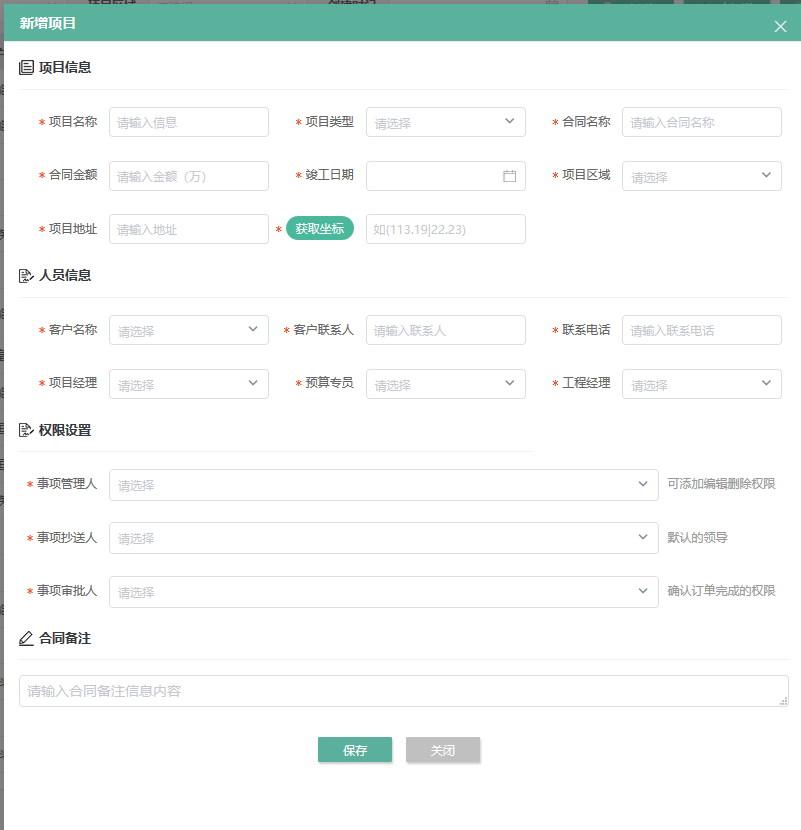 新增项目
项目信息
* 项目名称 请输入信息 * 项目类型 请选择 * 合同名称 请输入合同名称
* 合同金额 请输入金额（万） * 竣工日期 * 项目区域 请选择
* 项目地址 请输入地址 * 获取坐标 如(113.19|22.23)
人员信息
* 客户名称 请选择 * 客户联系人 请输入联系人 * 联系电话 请输入联系电话
* 项目经理 请选择 * 预算专员 请选择 * 工程经理 请选择
权限设置
* 事项管理人 请选择 可添加编辑删除权限
* 事项抄送人 请选择 默认的领导
* 事项审批人 请选择 确认订单完成的权限
合同备注
请输入合同备注信息内容
保存 关闭